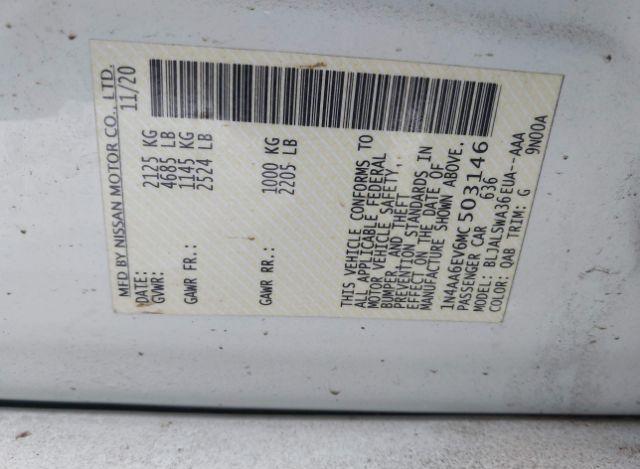 MFD BY NISSAN MOTOR CO., LTD.
DATE: 11/20
GVWR: 2125 KG
4685 LB
GAWR FR: 1145 KG
2524 LB
GAWR RR: 1000 KG
2205 LB
THIS VEHICLE CONFORMS TO
ALL APPLICABLE FEDERAL
MOTOR VEHICLE SAFETY,
BUMPER, AND THEFT
PREVENTION STANDARDS IN
EFFECT ON THE DATE OF
MANUFACTURE SHOWN ABOVE.
1N4AA6EV6MC503146
PASSENGER CAR 636
MODEL: BLJALSWA36EUA--AAA
COLOR: QAB TRIM: G 9N00A